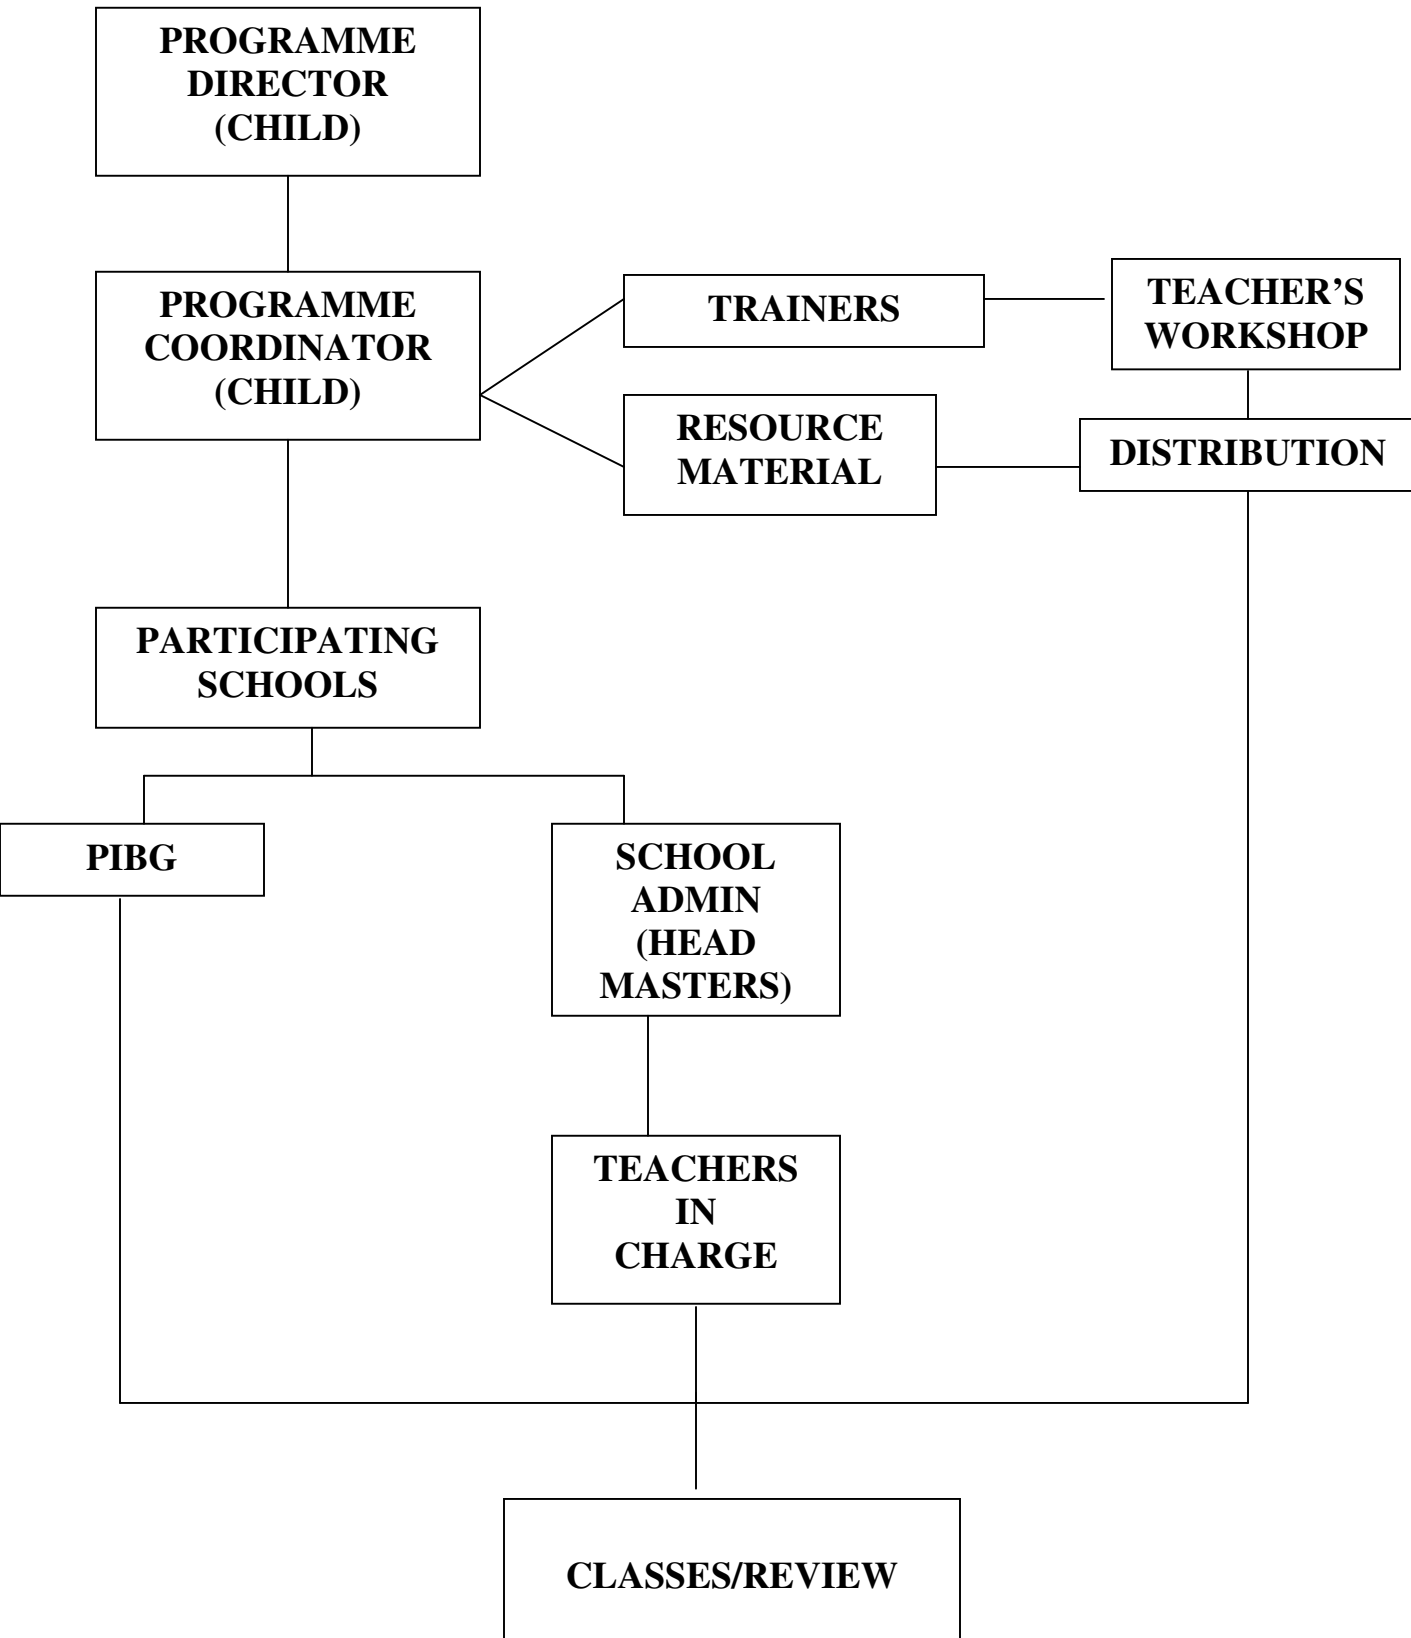 PROGRAMME
DIRECTOR
(CHILD)
PROGRAMME
COORDINATOR
(CHILD)
TRAINERS
TEACHER’S
WORKSHOP
RESOURCE
MATERIAL
DISTRIBUTION
PARTICIPATING
SCHOOLS
PIBG
SCHOOL
ADMIN
(HEAD
MASTERS)
TEACHERS
IN
CHARGE
CLASSES/REVIEW